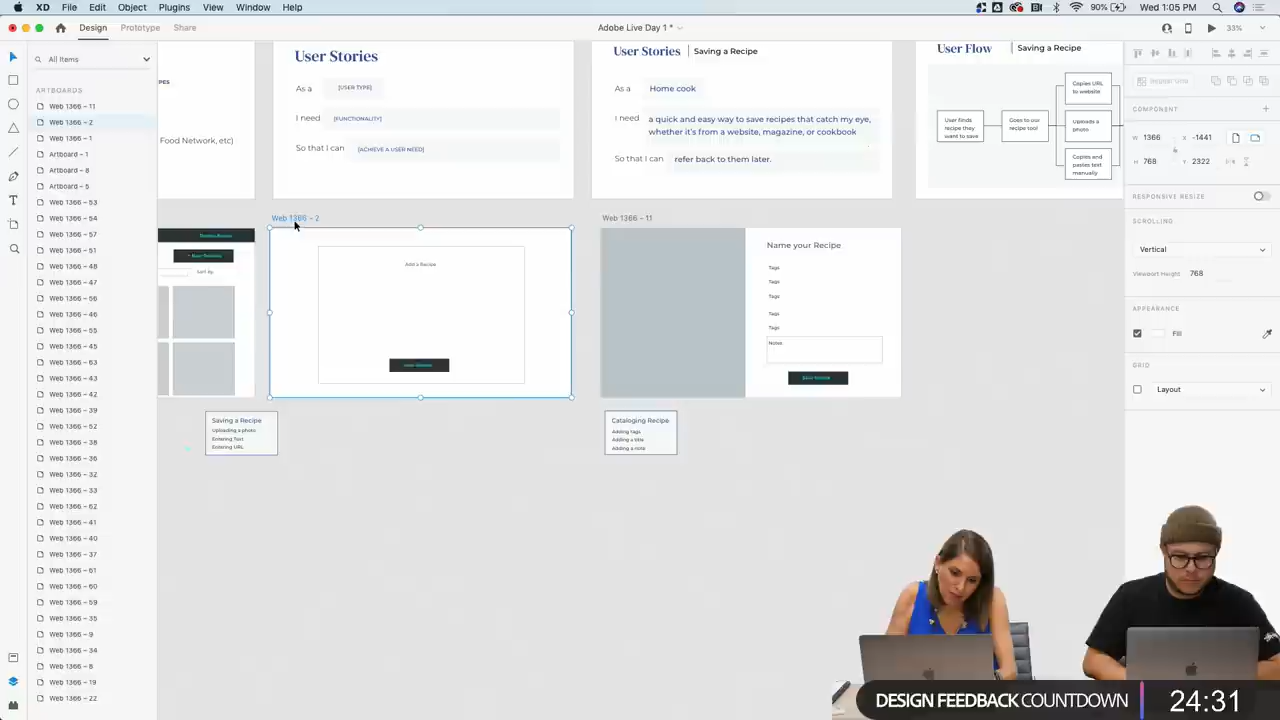 XD File Edit Object Plugins View Window Help
90% Wed 1:05 PM
Design Prototype Share
Adobe Live Day 1 *
33%
All Items
ARTBOARDS
Web 1366 – 11
Web 1366 – 2
Web 1366 – 1
Artboard – 1
Artboard – 8
Artboard – 5
Web 1366 – 53
Web 1366 – 54
Web 1366 – 57
Web 1366 – 51
Web 1366 – 48
Web 1366 – 47
Web 1366 – 56
Web 1366 – 46
Web 1366 – 55
Web 1366 – 45
Web 1366 – 63
Web 1366 – 43
Web 1366 – 42
Web 1366 – 39
Web 1366 – 52
Web 1366 – 38
Web 1366 – 36
Web 1366 – 32
Web 1366 – 33
Web 1366 – 62
Web 1366 – 41
Web 1366 – 40
Web 1366 – 37
Web 1366 – 61
Web 1366 – 60
Web 1366 – 59
Web 1366 – 35
Web 1366 – 9
Web 1366 – 34
Web 1366 – 8
Web 1366 – 19
Web 1366 – 22
PES
Food Network, etc)
User Stories
As a [USER TYPE]
I need [FUNCTIONALITY]
So that I can [ACHIEVE A USER NEED]
User Stories Saving a Recipe
As a Home cook
I need a quick and easy way to save recipes that catch my eye,
whether it's from a website, magazine, or cookbook
So that I can refer back to them later.
User Flow Saving a Recipe
User finds
recipe they
want to save
Goes to our
recipe tool
Copies URL
to website
Uploads a
photo
Copies and
pastes text
manually
Sort by
Web 1366 – 2
Add a Recipe
Web 1366 – 11
Name your Recipe
Tags
Tags
Tags
Tags
Tags
Notes
Saving a Recipe
Uploading a photo
Entering Text
Entering URL
Cataloging Recipe
Adding tags
Adding a title
Adding a note
Repeat Grid
COMPONENT
W 1366 X -1441
H 768 Y 2322
RESPONSIVE RESIZE
SCROLLING
Vertical
Viewport Height 768
APPEARANCE
Fill
GRID
Layout
DESIGN FEEDBACK COUNTDOWN 24:31